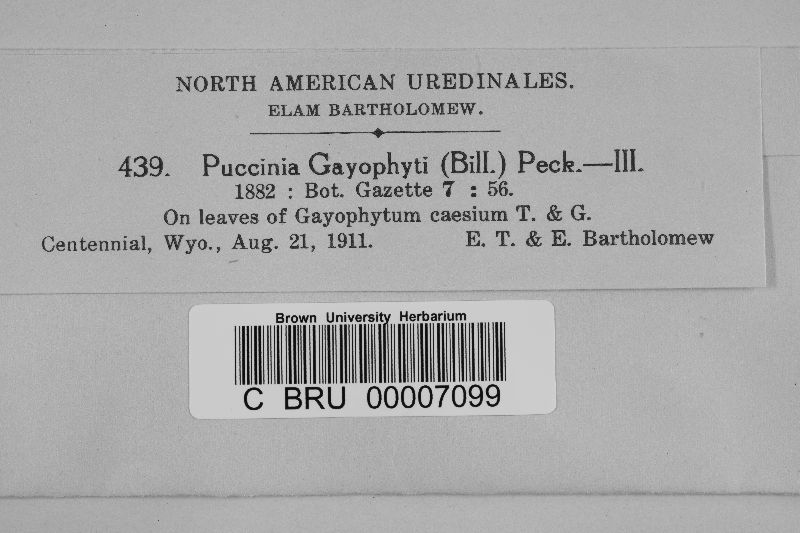 NORTH AMERICAN UREDINALES.
ELAM BARTHOLOMEW.
439. Puccinia Gayophyti (Bill.) Peck.—III.
1882 : Bot. Gazette 7 : 56.
On leaves of Gayophytum caesium T. & G.
Centennial, Wyo., Aug. 21, 1911. E. T. & E. Bartholomew
Brown University Herbarium
C BRU 00007099